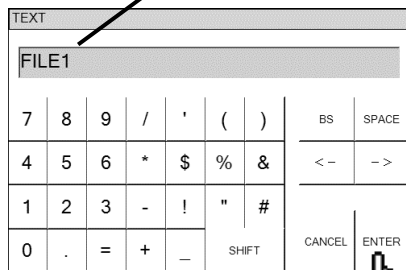 TEXT
FILE1
7 8 9 / ' ( ) BS SPACE
4 5 6 * $ % & <- ->
1 2 3 - ! " #
0 . = + _ SHIFT CANCEL ENTER